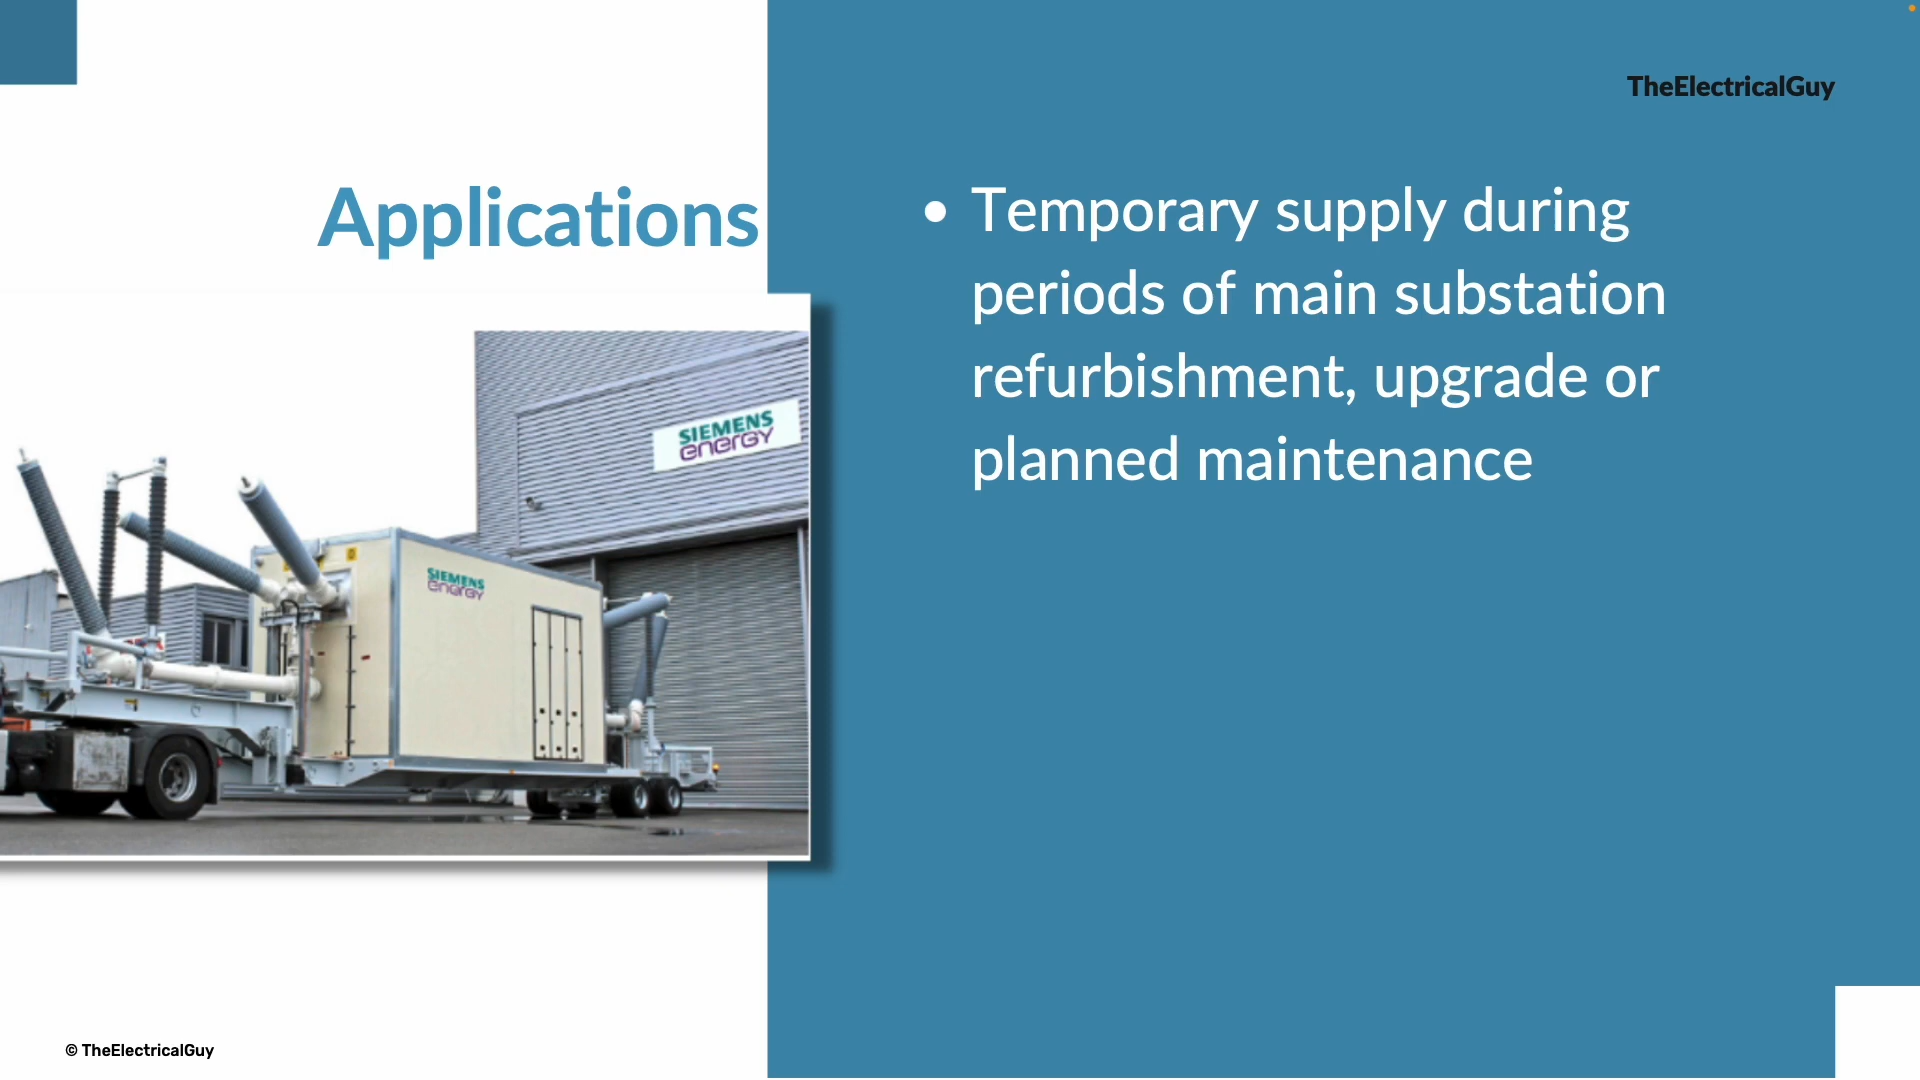 TheElectricalGuy
Applications
• Temporary supply during
periods of main substation
refurbishment, upgrade or
planned maintenance
SIEMENS
energy
SIEMENS
energy
© TheElectricalGuy